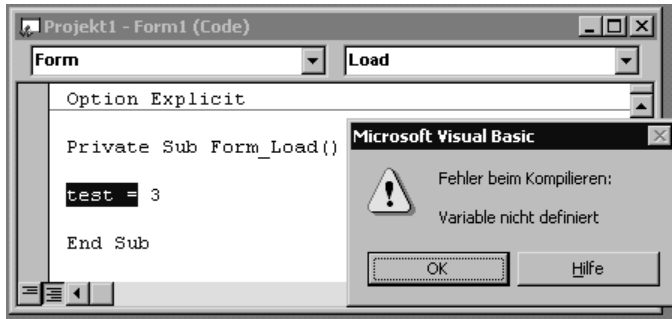 Projekt1 - Form1 (Code)
Form
Load
Option Explicit
Private Sub Form_Load()
test = 3
End Sub
Microsoft Visual Basic
Fehler beim Kompilieren:
Variable nicht definiert
OK
Hilfe